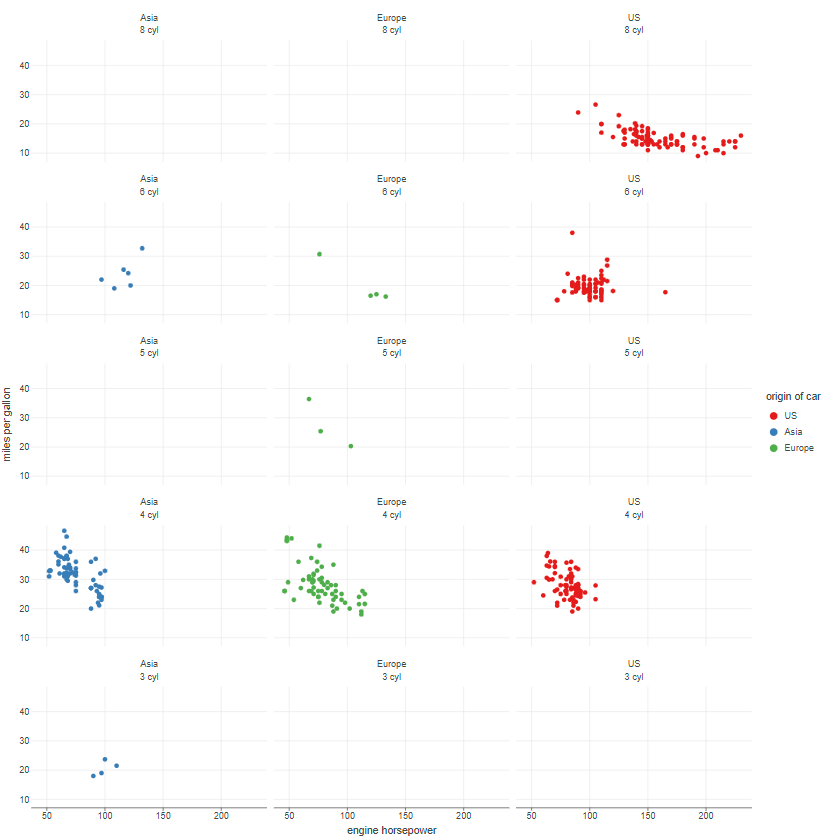 Asia Europe US
8 cyl 8 cyl 8 cyl
40
30
20
10
Asia Europe US
6 cyl 6 cyl 6 cyl
40
30
20
10
Asia Europe US
5 cyl 5 cyl 5 cyl
40
30
20
10
miles per gallon
origin of car
US
Asia
Europe
Asia Europe US
4 cyl 4 cyl 4 cyl
40
30
20
10
Asia Europe US
3 cyl 3 cyl 3 cyl
40
30
20
10
50 100 150 200 50 100 150 200 50 100 150 200
engine horsepower